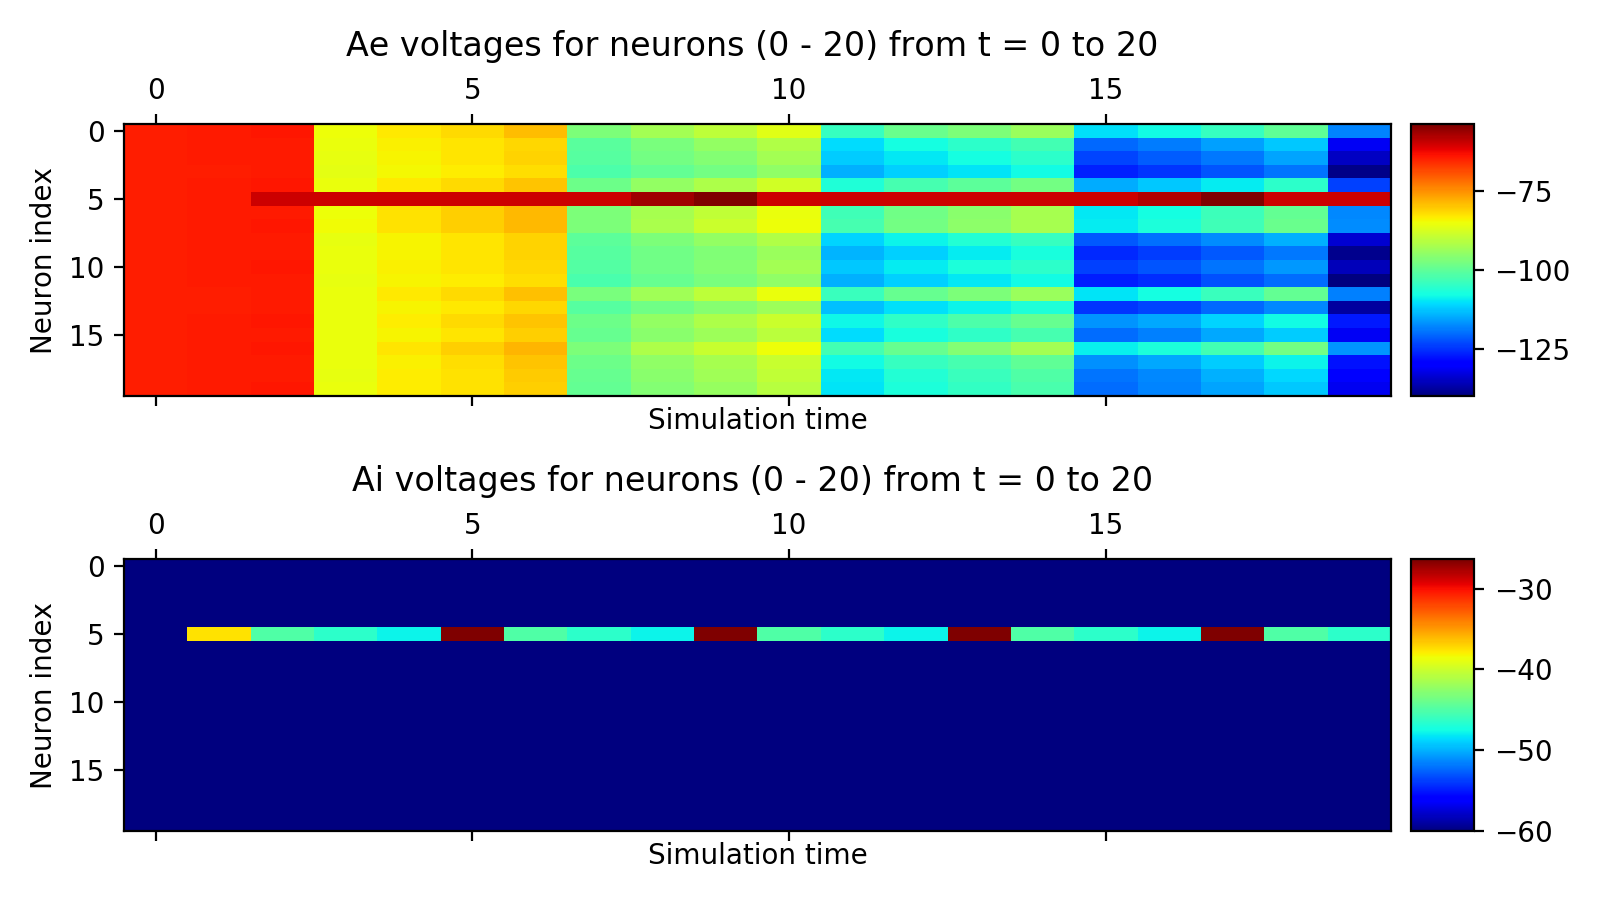 Ae voltages for neurons (0 - 20) from t = 0 to 20
0 5 10 15
Neuron index
0
5
10
15
Simulation time
−75
−100
−125
Ai voltages for neurons (0 - 20) from t = 0 to 20
0 5 10 15
Neuron index
0
5
10
15
Simulation time
−30
−40
−50
−60